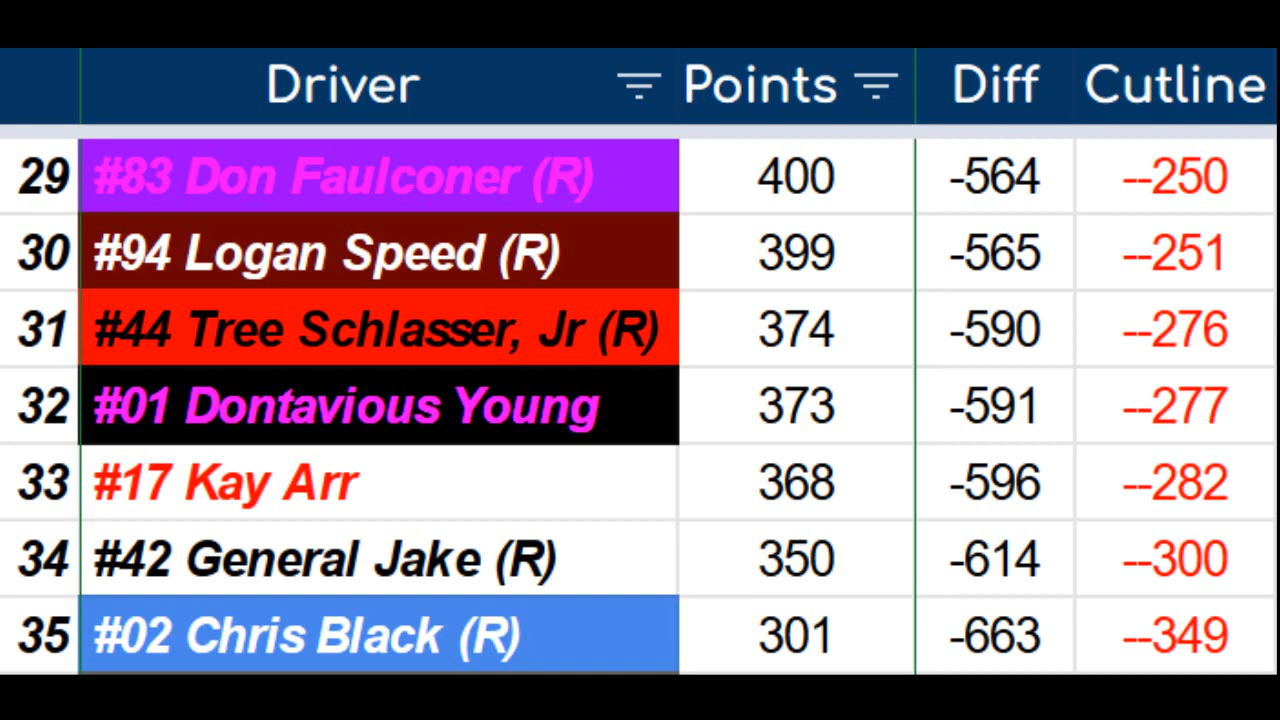 Driver Points Diff Cutline
29 #83 Don Faulconer (R) 400 -564 --250
30 #94 Logan Speed (R) 399 -565 --251
31 #44 Tree Schlasser, Jr (R) 374 -590 --276
32 #01 Dontavious Young 373 -591 --277
33 #17 Kay Arr 368 -596 --282
34 #42 General Jake (R) 350 -614 --300
35 #02 Chris Black (R) 301 -663 --349